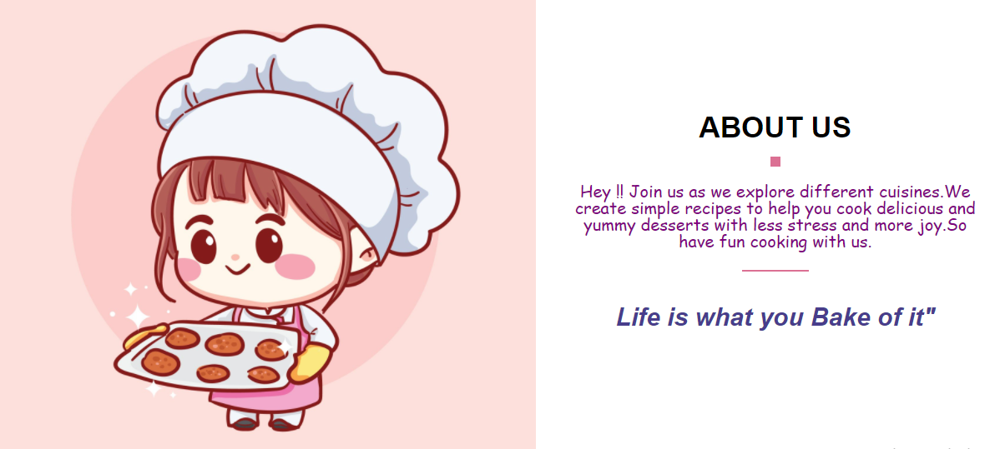 ABOUT US
Hey !! Join us as we explore different cuisines.We
create simple recipes to help you cook delicious and
yummy desserts with less stress and more joy.So
have fun cooking with us.
Life is what you Bake of it"